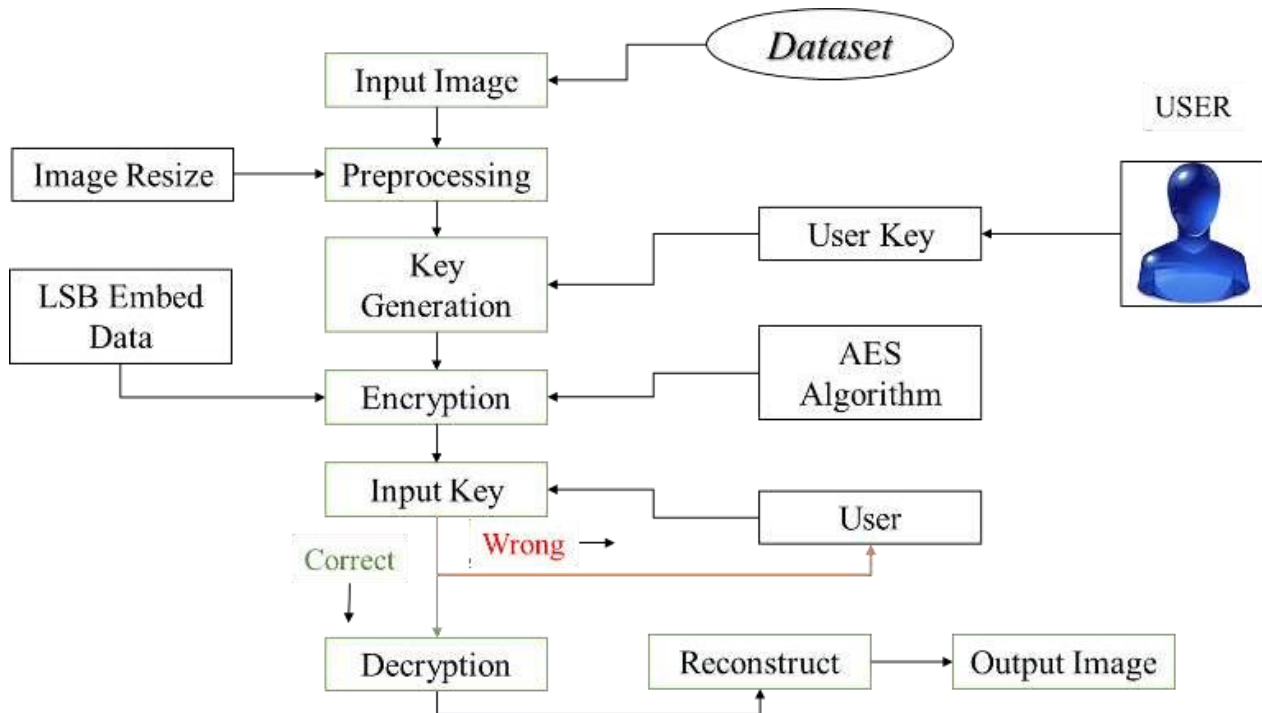 Dataset
Input Image
USER
Image Resize
Preprocessing
User Key
Key
Generation
LSB Embed
Data
AES
Algorithm
Encryption
Input Key
User
Wrong
Correct
Decryption
Reconstruct
Output Image